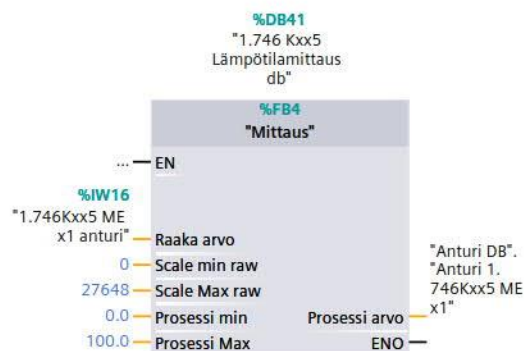 %DB41
"1.746 Kxx5
Lämpötilamittaus
db"
%FB4
"Mittaus"
... EN
%IW16
"1.746Kxx5 ME
x1 anturi"
Raaka arvo
0 Scale min raw
27648 Scale Max raw
0.0 Prosessi min
100.0 Prosessi Max
Prosessi arvo
ENO
"Anturi DB".
"Anturi 1.
746Kxx5 ME
x1"